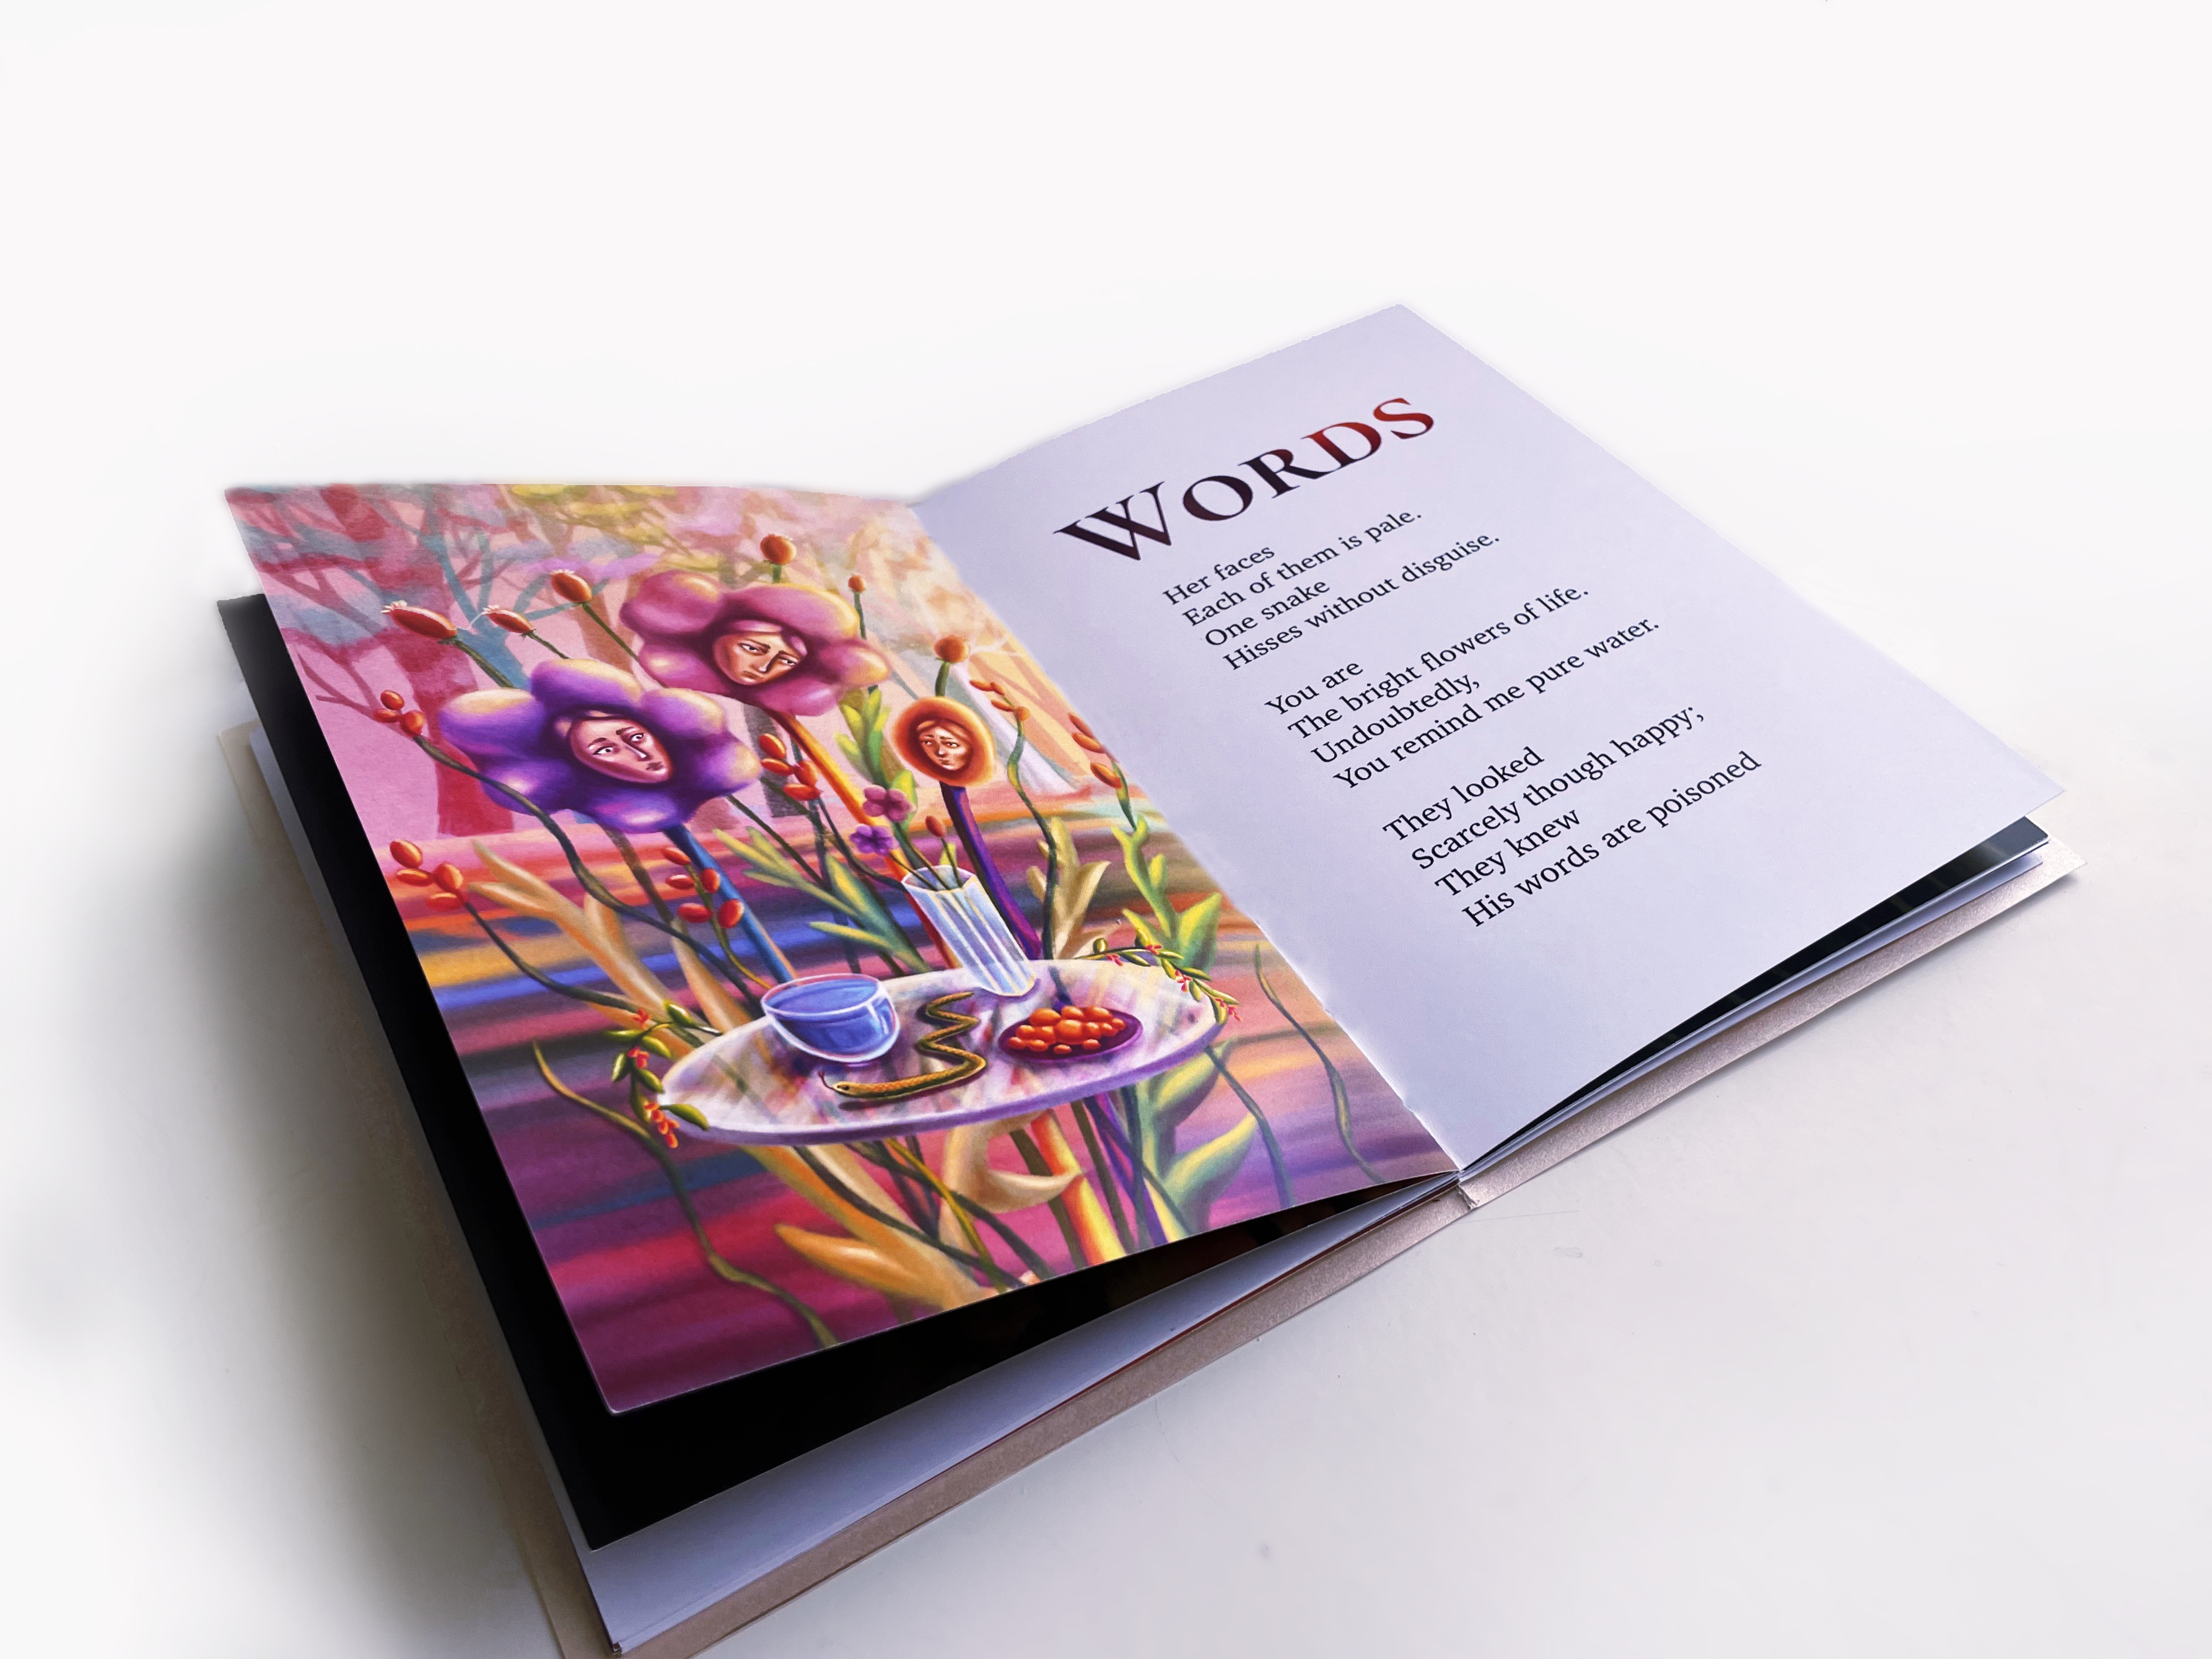 WORDS
Her faces
Each of them is pale.
One snake
Hisses without disguise.
You are
The bright flowers of life.
Undoubtedly,
You remind me pure water.
They looked
Scarcely though happy;
They knew
His words are poisoned